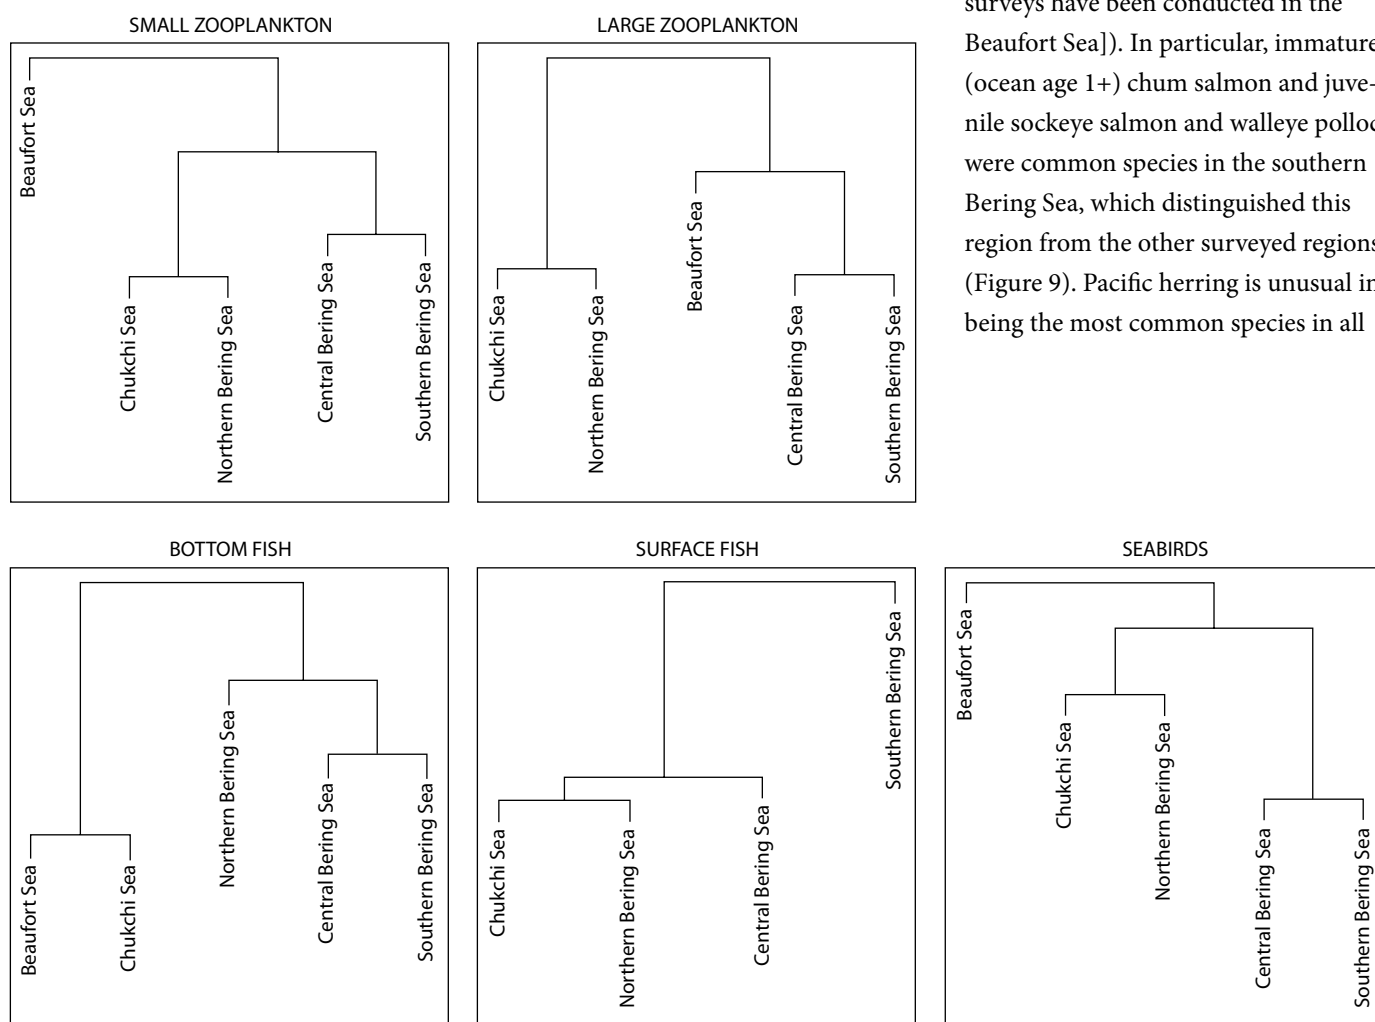 SMALL ZOOPLANKTON
Beaufort Sea
Chukchi Sea
Northern Bering Sea
Central Bering Sea
Southern Bering Sea
LARGE ZOOPLANKTON
Chukchi Sea
Northern Bering Sea
Beaufort Sea
Central Bering Sea
Southern Bering Sea
surveys have been conducted in the
Beaufort Sea]). In particular, immature
(ocean age 1+) chum salmon and juve-
nile sockeye salmon and walleye polloc
were common species in the southern
Bering Sea, which distinguished this
region from the other surveyed regions
(Figure 9). Pacific herring is unusual in
being the most common species in all
BOTTOM FISH
Beaufort Sea
Chukchi Sea
Northern Bering Sea
Central Bering Sea
Southern Bering Sea
SURFACE FISH
Chukchi Sea
Northern Bering Sea
Central Bering Sea
Southern Bering Sea
SEABIRDS
Beaufort Sea
Chukchi Sea
Northern Bering Sea
Central Bering Sea
Southern Bering Sea